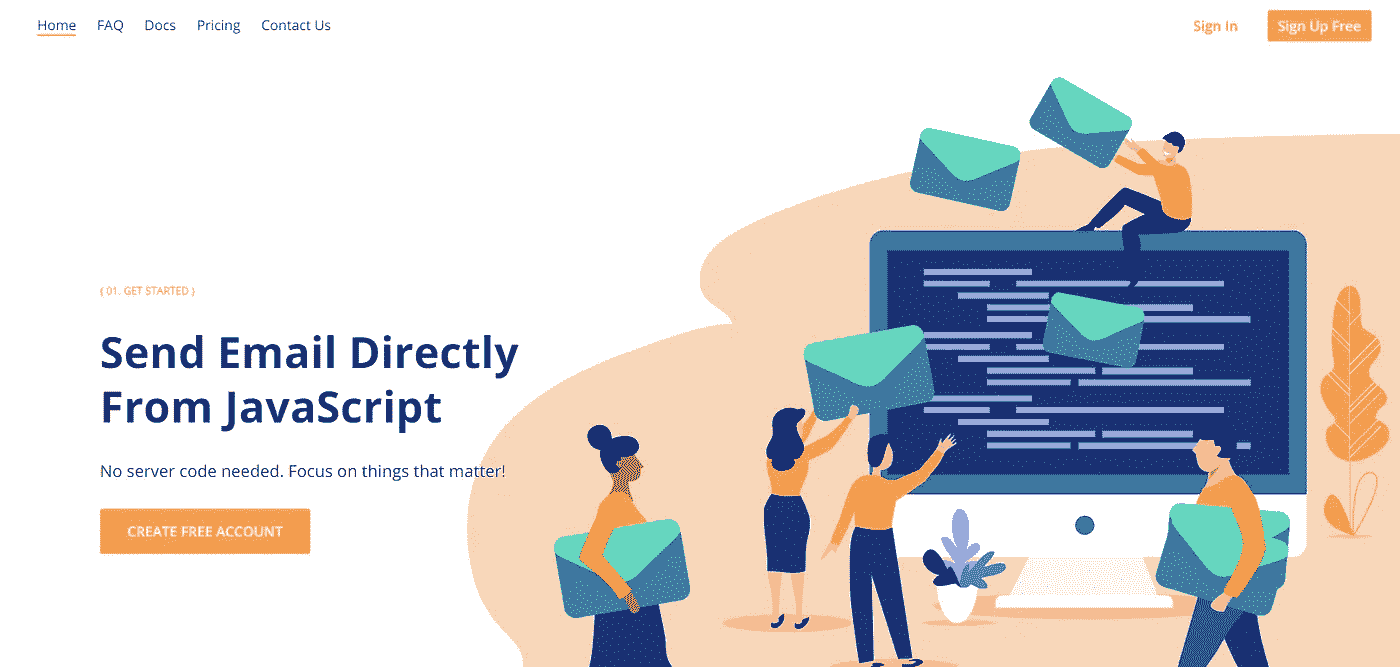 Home FAQ Docs Pricing Contact Us Sign In Sign Up Free
( 01. GET STARTED )
Send Email Directly
From JavaScript
No server code needed. Focus on things that matter!
CREATE FREE ACCOUNT